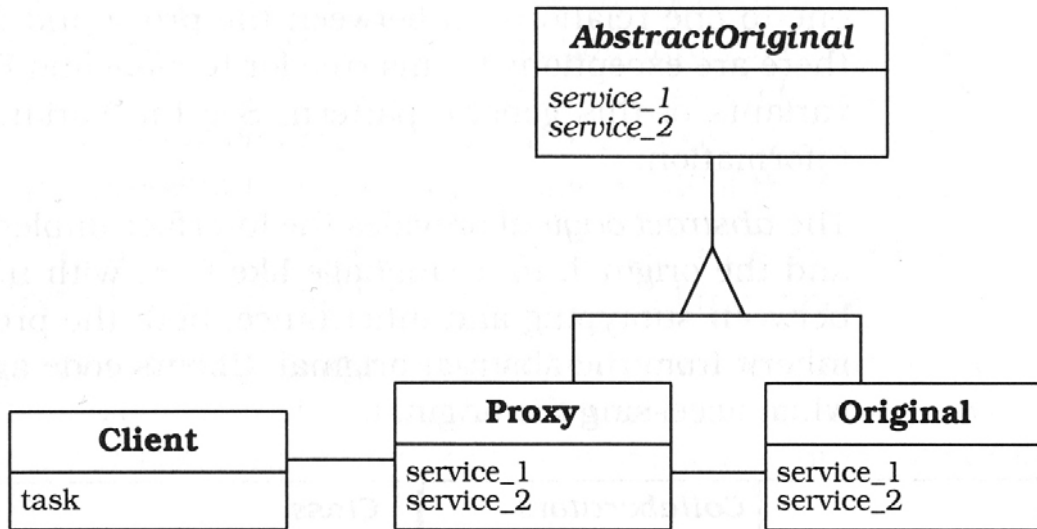 AbstractOriginal
service_1
service_2
Client
task
Proxy
service_1
service_2
Original
service_1
service_2